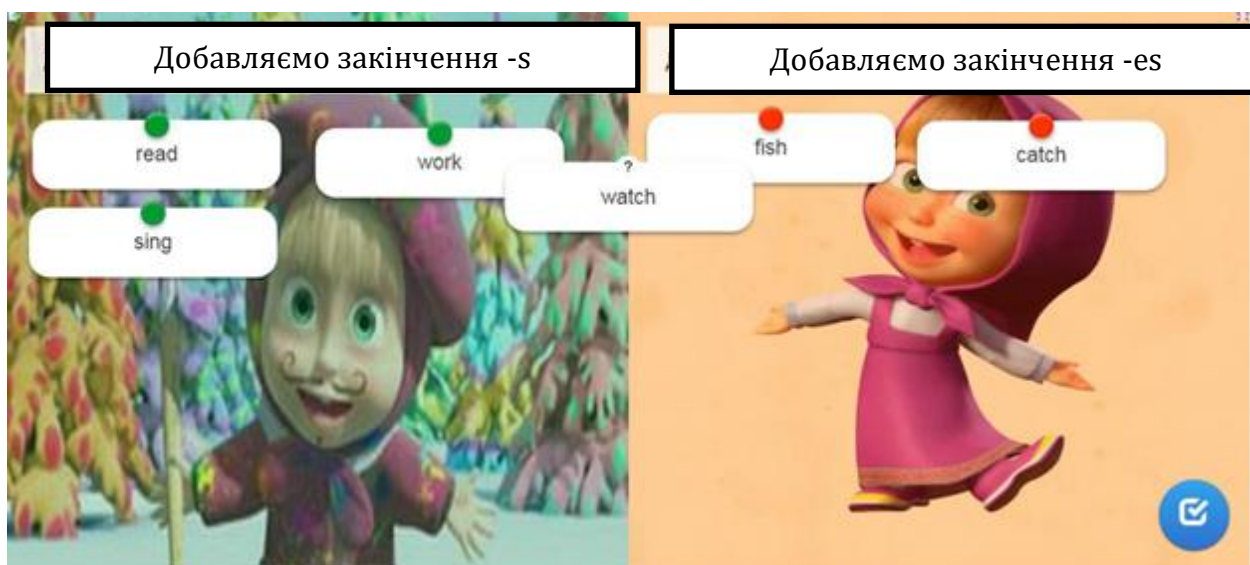 Добавляємо закінчення -s
Добавляємо закінчення -es
read
work
fish
catch
?
watch
sing